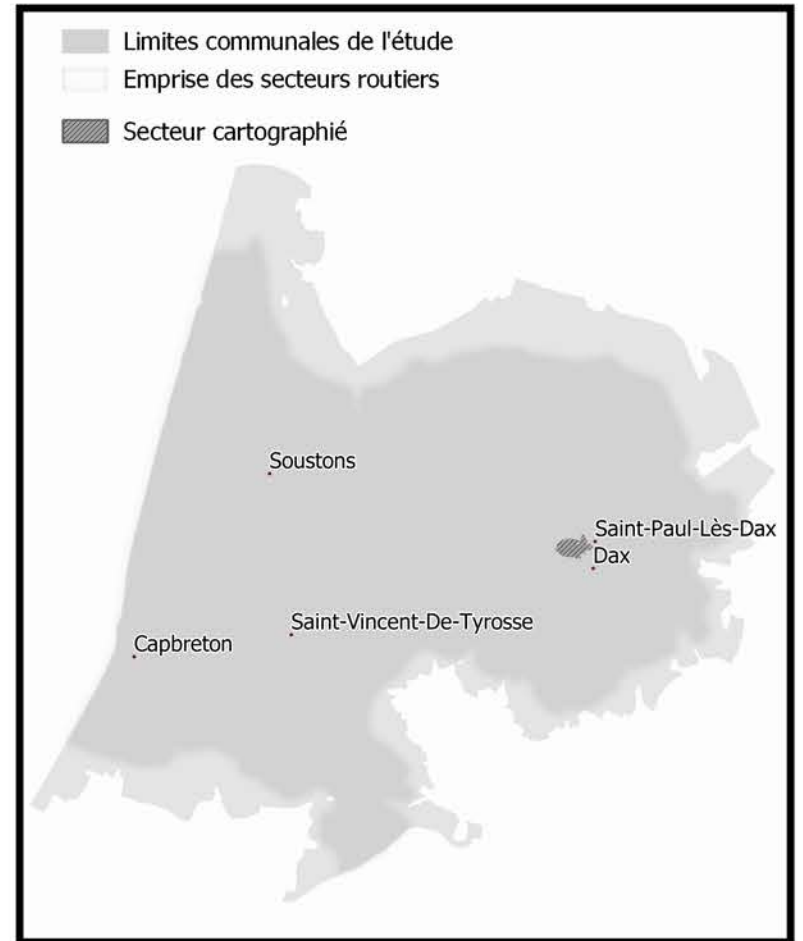 Limites communales de l'étude
Emprise des secteurs routiers
Secteur cartographié
Soustons
Saint-Paul-Lès-Dax
Dax
Saint-Vincent-De-Tyrosse
Capbreton